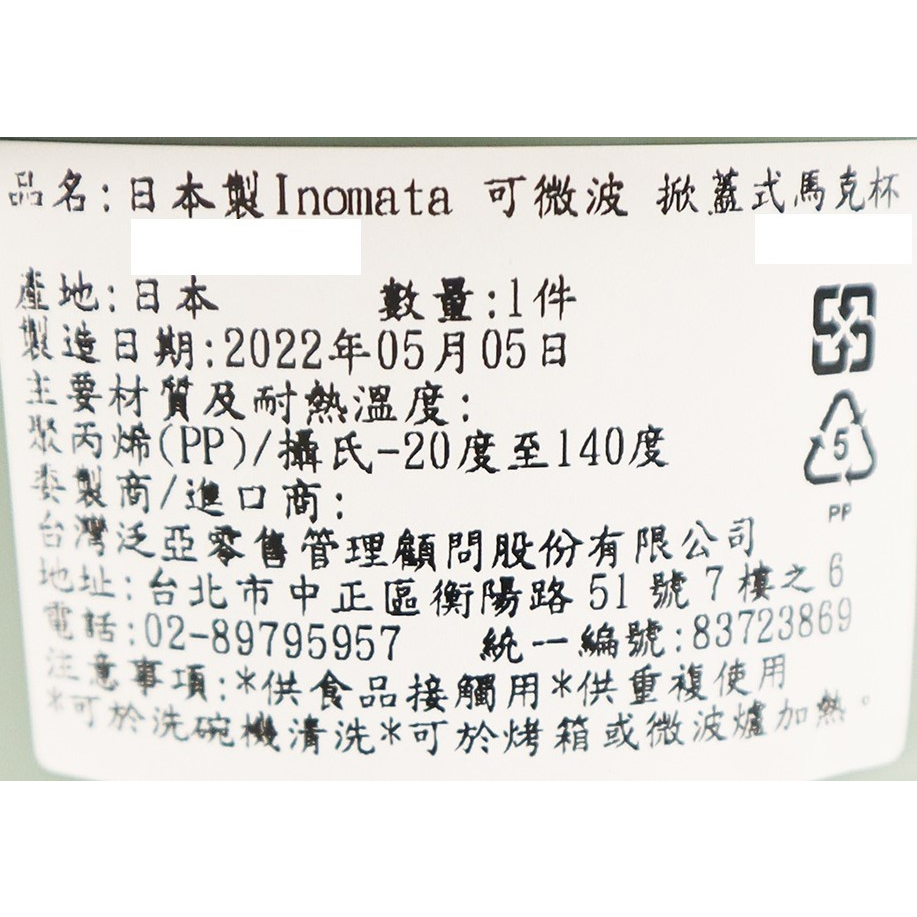 品名:日本製Inomata 可微波 掀蓋式馬克杯
產地:日本 數量:1件
製造日期:2022年05月05日
主要材質及耐熱溫度:
聚丙烯(PP)/攝氏-20度至140度
委製商/進口商:
台灣泛亞零售管理顧問股份有限公司
地址:台北市中正區衡陽路51號7樓之6
電話:02-89795957 統一編號:83723869
注意事項:*供食品接觸用*供重複使用
*可於洗碗機清洗*可於烤箱或微波爐加熱。
5
PP